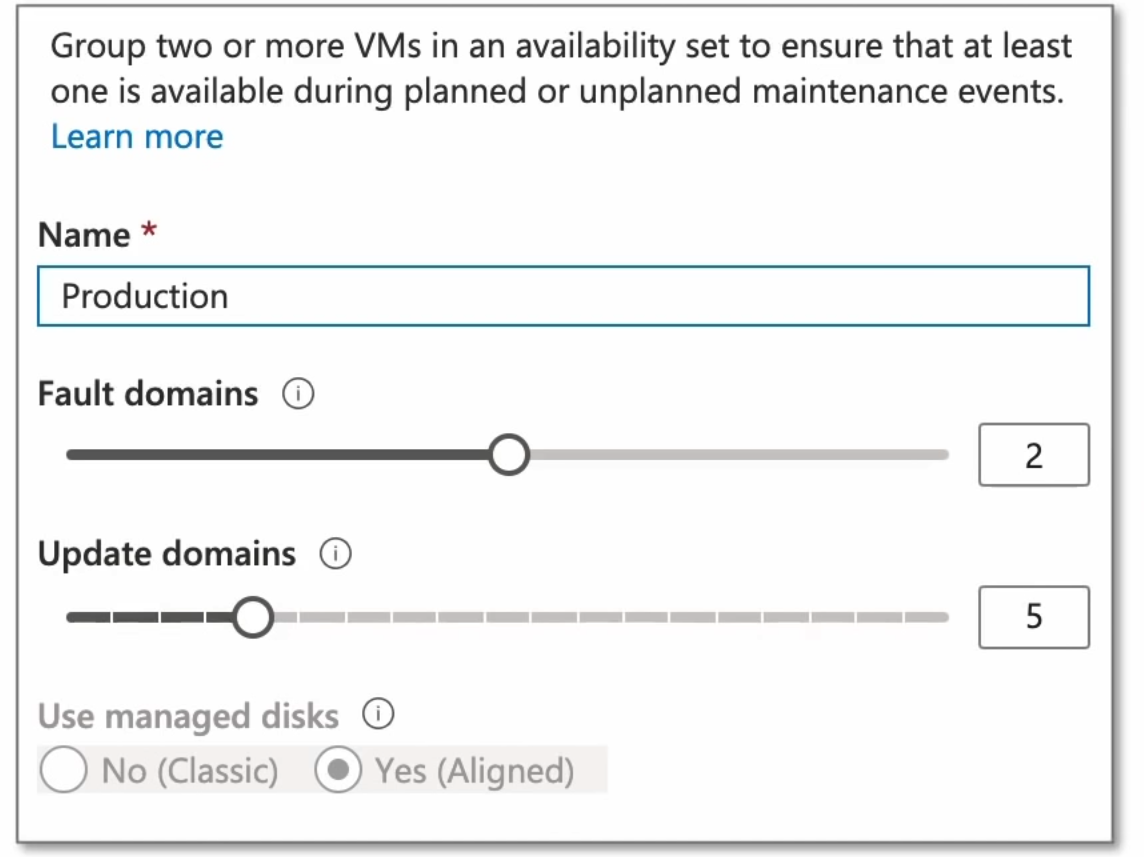 Group two or more VMs in an availability set to ensure that at least
one is available during planned or unplanned maintenance events.
Learn more
Name *
Production
Fault domains
2
Update domains
5
Use managed disks
No (Classic) Yes (Aligned)